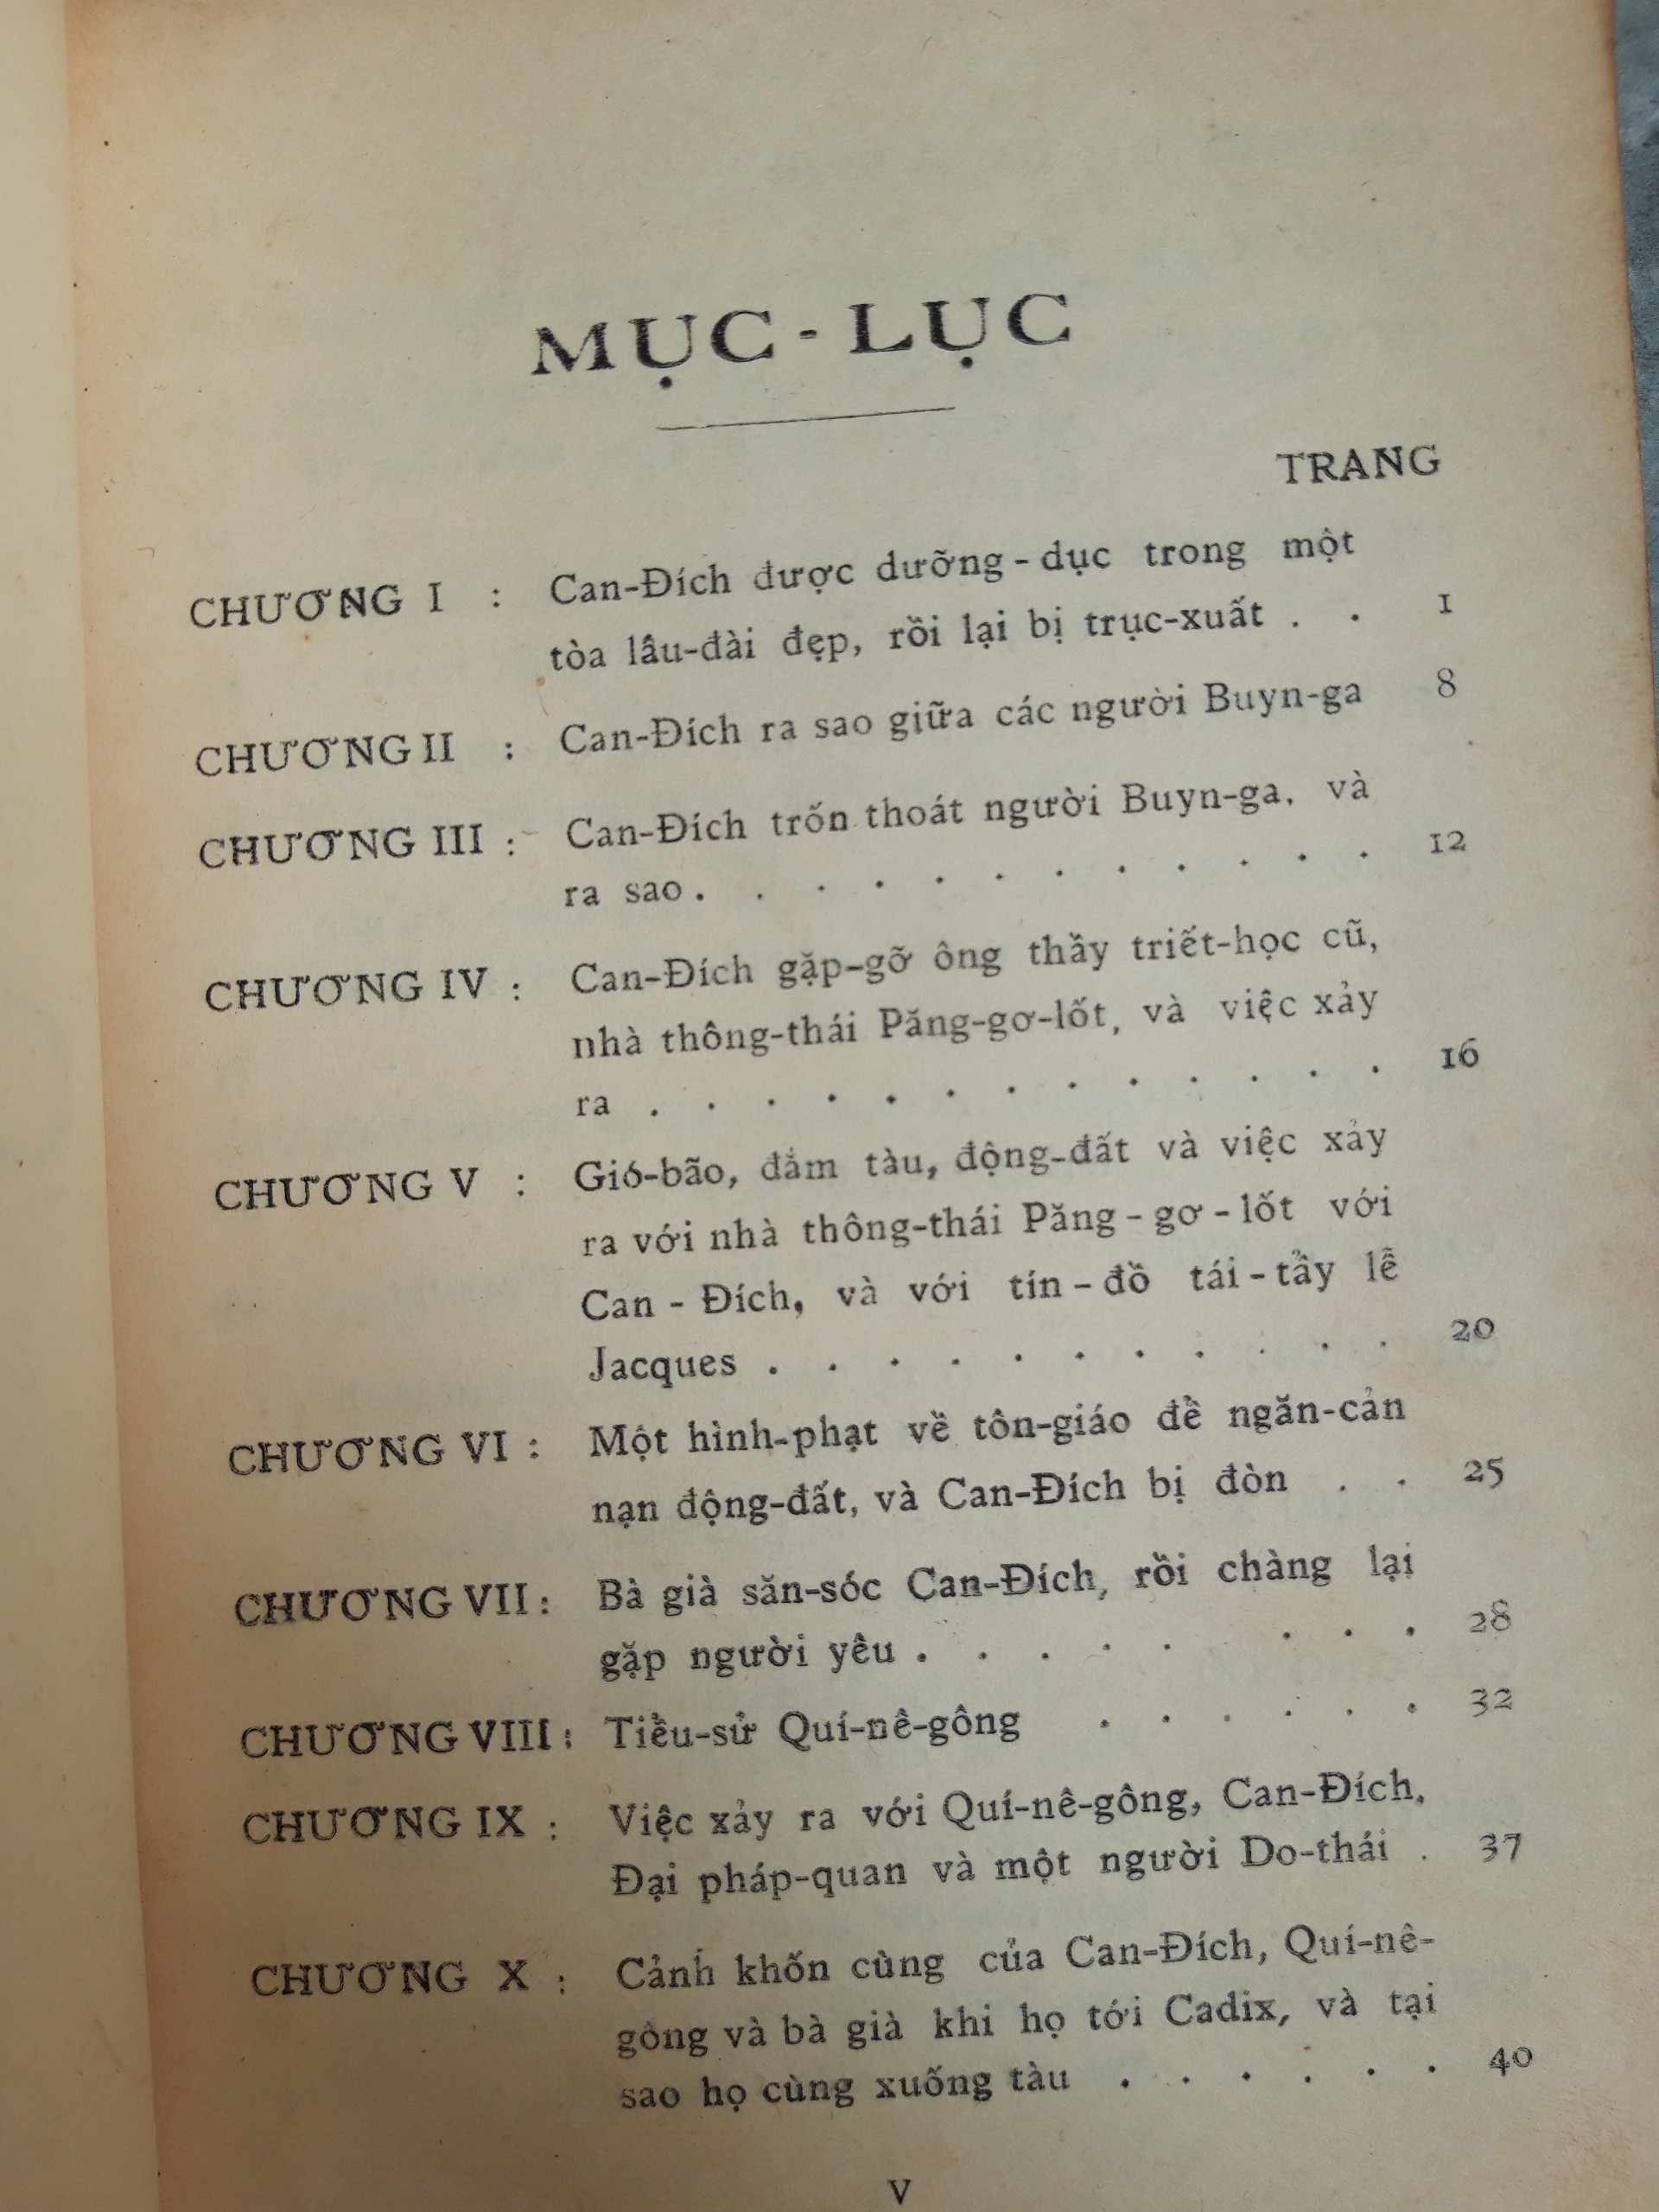 MỤC - LỤC
TRANG
CHƯƠNG I : Can-Đích được dưỡng - dục trong một
tòa lâu-đài đẹp, rồi lại bị trục-xuất . . 1
CHƯƠNG II : Can-Đích ra sao giữa các người Buyn-ga 8
CHƯƠNG III : Can-Đích trốn thoát người Buyn-ga. và
ra sao . . . . . . . . . . . . 12
CHƯƠNG IV : Can-Đích gặp-gỡ ông thầy triết-học cũ,
nhà thông-thái Păng-gơ-lốt, và việc xảy
ra . . . . . . . . . . . . . 16
CHƯƠNG V : Gió-bão, đắm tàu, động-đất và việc xảy
ra với nhà thông-thái Păng - gơ - lốt với
Can - Đích, và với tín - đồ tái - tẩy lễ
Jacques . . . . . . . . . . . 20
CHƯƠNG VI : Một hình-phạt về tôn-giáo để ngăn-cản
nạn động-đất, và Can-Đích bị đòn . . 25
CHƯƠNG VII : Bà già săn-sóc Can-Đích, rồi chàng lại
gặp người yêu . . . . . . . . 28
CHƯƠNG VIII : Tiểu-sử Quí-nê-gông . . . . . . 32
CHƯƠNG IX : Việc xảy ra với Quí-nê-gông, Can-Đích,
Đại pháp-quan và một người Do-thái . 37
CHƯƠNG X : Cảnh khốn cùng của Can-Đích, Quí-nê-
gông và bà già khi họ tới Cadix, và tại
sao họ cùng xuống tàu . . . . . . 40
V